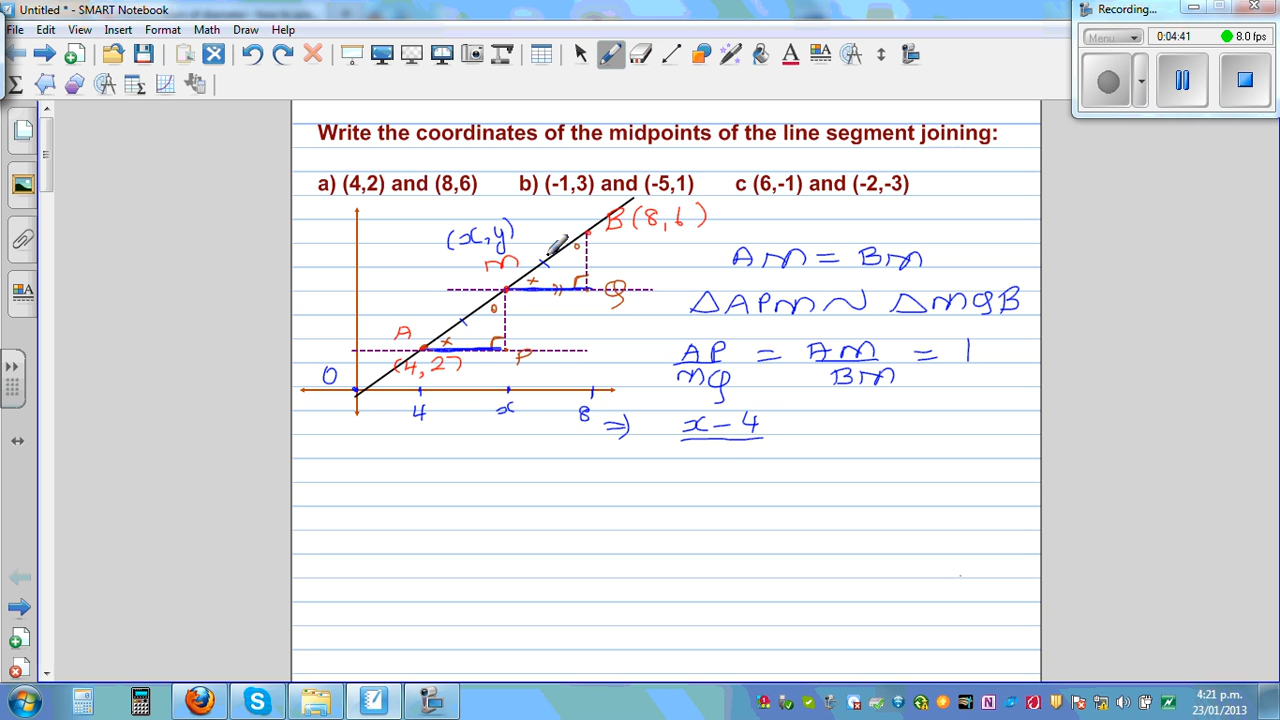 Untitled * - SMART Notebook
File Edit View Insert Format Math Draw Help
Recording...
Menu
0:04:41
8.0 fps
Write the coordinates of the midpoints of the line segment joining:
a) (4,2) and (8,6) b) (-1,3) and (-5,1) c (6,-1) and (-2,-3)
(x,y)
B(8,6)
M
Q
A
(4,2)
P
O
4
x
8
AM = BM
△APM ~ △MQB
AP/MQ = AM/BM = 1
⇒ x - 4
4:21 p.m.
23/01/2013